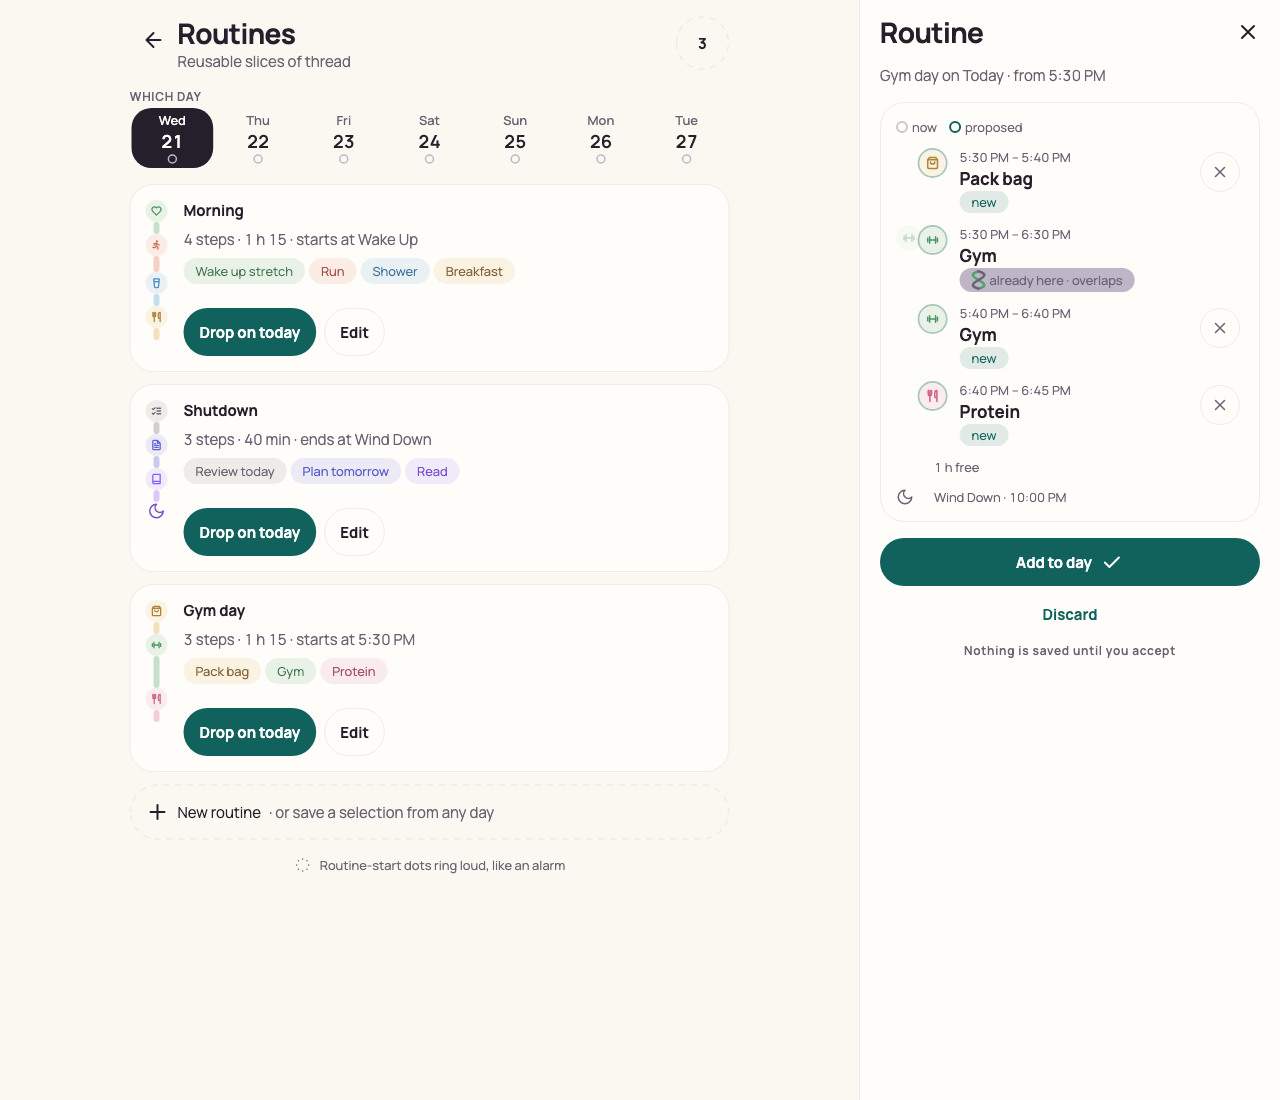 Routines
Reusable slices of thread
3
WHICH DAY
Wed
21
Thu
22
Fri
23
Sat
24
Sun
25
Mon
26
Tue
27
Morning
4 steps · 1 h 15 · starts at Wake Up
Wake up stretch
Run
Shower
Breakfast
Drop on today
Edit
Shutdown
3 steps · 40 min · ends at Wind Down
Review today
Plan tomorrow
Read
Drop on today
Edit
Gym day
3 steps · 1 h 15 · starts at 5:30 PM
Pack bag
Gym
Protein
Drop on today
Edit
New routine · or save a selection from any day
Routine-start dots ring loud, like an alarm
Routine
Gym day on Today · from 5:30 PM
now
proposed
5:30 PM – 5:40 PM
Pack bag
new
5:30 PM – 6:30 PM
Gym
already here · overlaps
5:40 PM – 6:40 PM
Gym
new
6:40 PM – 6:45 PM
Protein
new
1 h free
Wind Down · 10:00 PM
Add to day
Discard
Nothing is saved until you accept